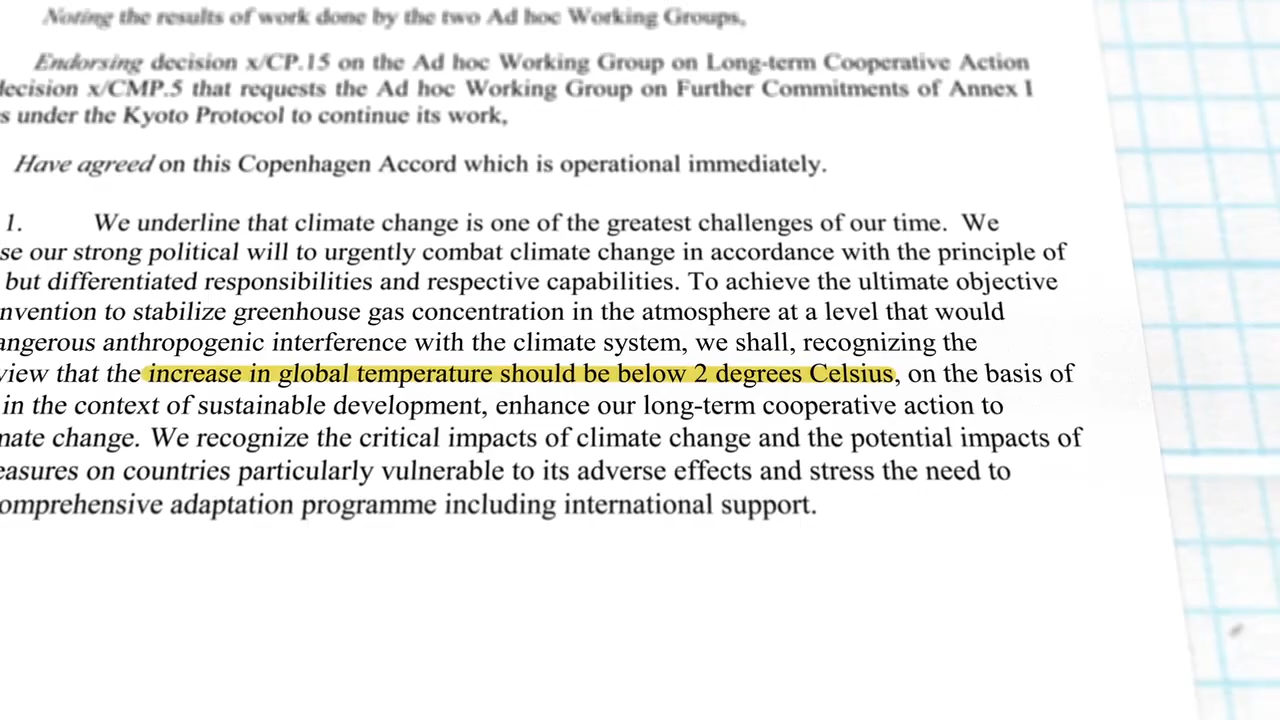 Noting the results of work done by the two Ad hoc Working Groups,
Endorsing decision x/CP.15 on the Ad hoc Working Group on Long-term Cooperative Action
decision x/CMP.5 that requests the Ad hoc Working Group on Further Commitments of Annex I
s under the Kyoto Protocol to continue its work,
Have agreed on this Copenhagen Accord which is operational immediately.
1. We underline that climate change is one of the greatest challenges of our time. We
se our strong political will to urgently combat climate change in accordance with the principle of
but differentiated responsibilities and respective capabilities. To achieve the ultimate objective
nvention to stabilize greenhouse gas concentration in the atmosphere at a level that would
angerous anthropogenic interference with the climate system, we shall, recognizing the
view that the increase in global temperature should be below 2 degrees Celsius, on the basis of
in the context of sustainable development, enhance our long-term cooperative action to
mate change. We recognize the critical impacts of climate change and the potential impacts of
easures on countries particularly vulnerable to its adverse effects and stress the need to
omprehensive adaptation programme including international support.